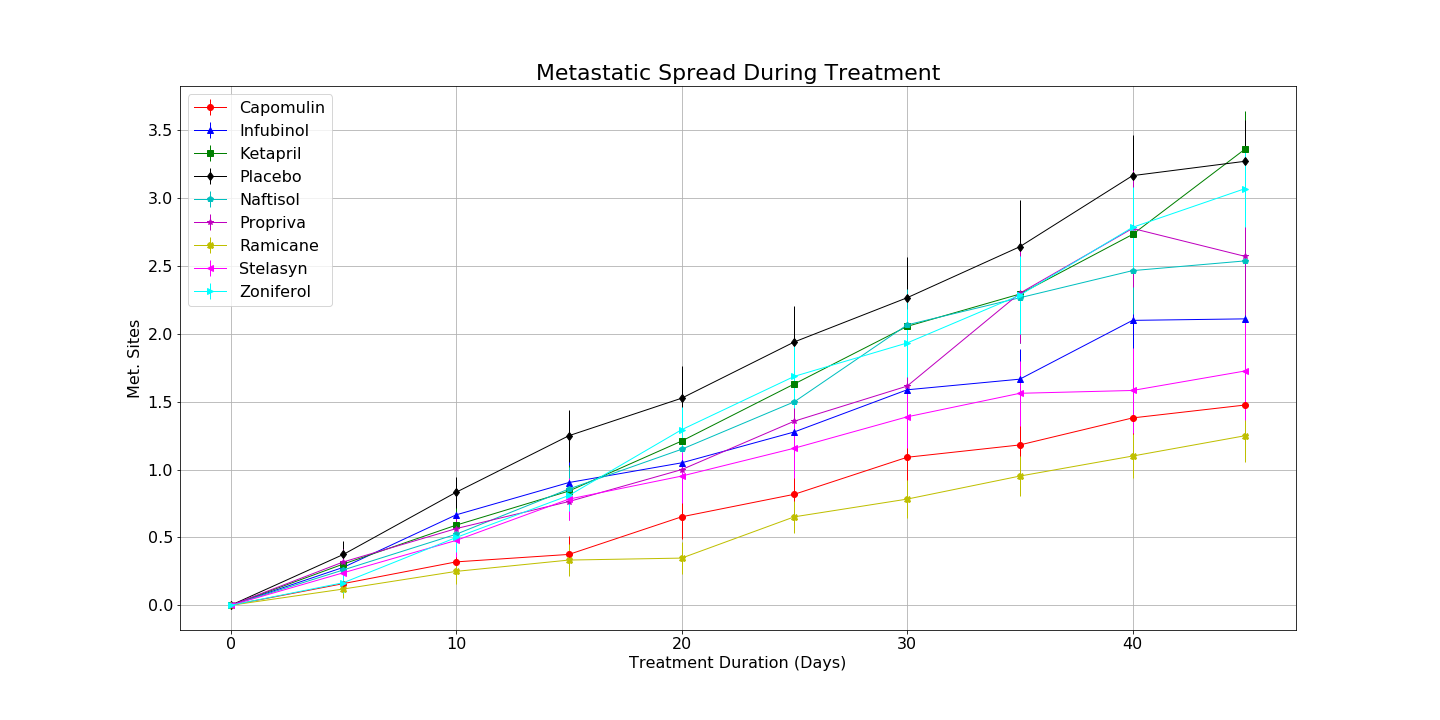 Metastatic Spread During Treatment
Capomulin
Infubinol
Ketapril
Placebo
Naftisol
Propriva
Ramicane
Stelasyn
Zoniferol
Met. Sites
3.5
3.0
2.5
2.0
1.5
1.0
0.5
0.0
0 10 20 30 40
Treatment Duration (Days)